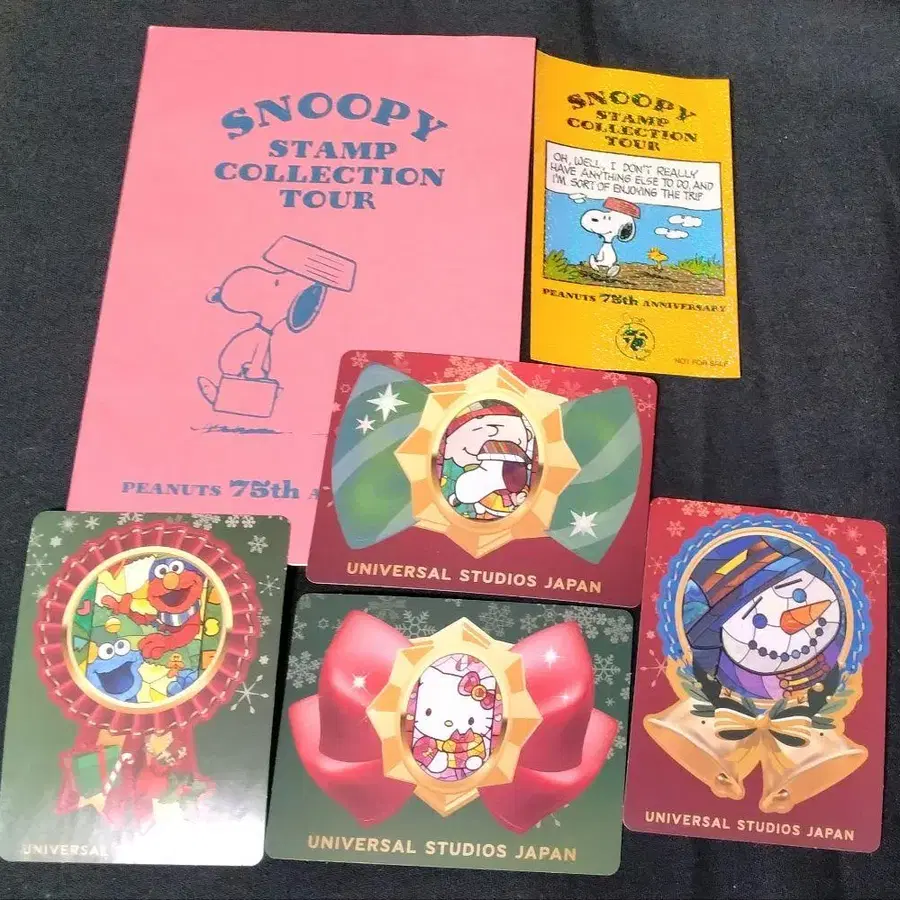 SNOOPY
STAMP
COLLECTION
TOUR
PEANUTS 75th A
SNOOPY
STAMP
COLLECTION
TOUR
OH, WELL, I DON'T REALLY
HAVE ANYTHING ELSE TO DO, AND
I'M SORT OF ENJOYING THE TRIP
PEANUTS 75th ANNIVERSARY
75
NOT FOR SALE
UNIVERSAL STUDIOS JAPAN
UNIVERSAL STUDIOS JAPAN
UNIVERSAL STUDIOS JAPAN
UNIVERSAL